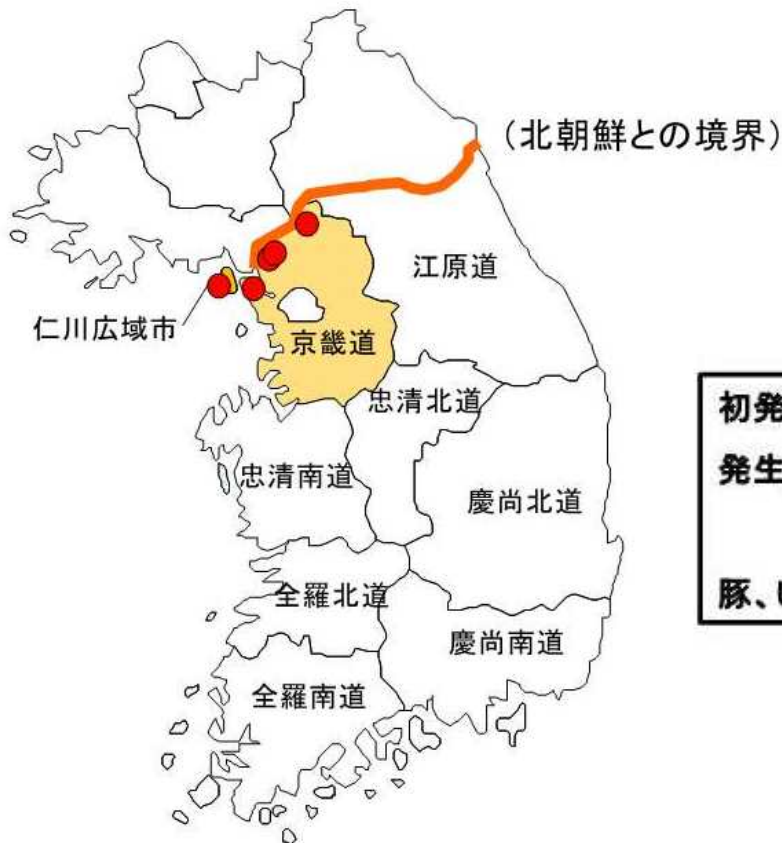 (北朝鮮との境界)
江原道
仁川広域市
京畿道
忠清北道
忠清南道
慶尚北道
全羅北道
慶尚南道
全羅南道
初発
発生
豚、